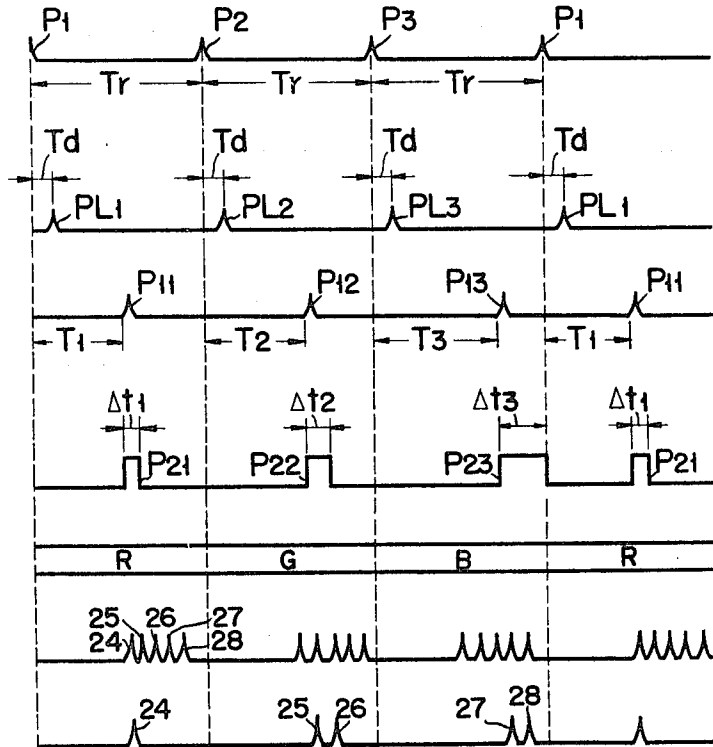 P1 P2 P3 P1
Tr Tr Tr
Td Td Td Td
PL1 PL2 PL3 PL1
P11 P12 P13 P11
T1 T2 T3 T1
Δt1 Δt2 Δt3 Δt1
P21 P22 P23 P21
R G B R
25 26 27
24 28
24 25 26 27 28